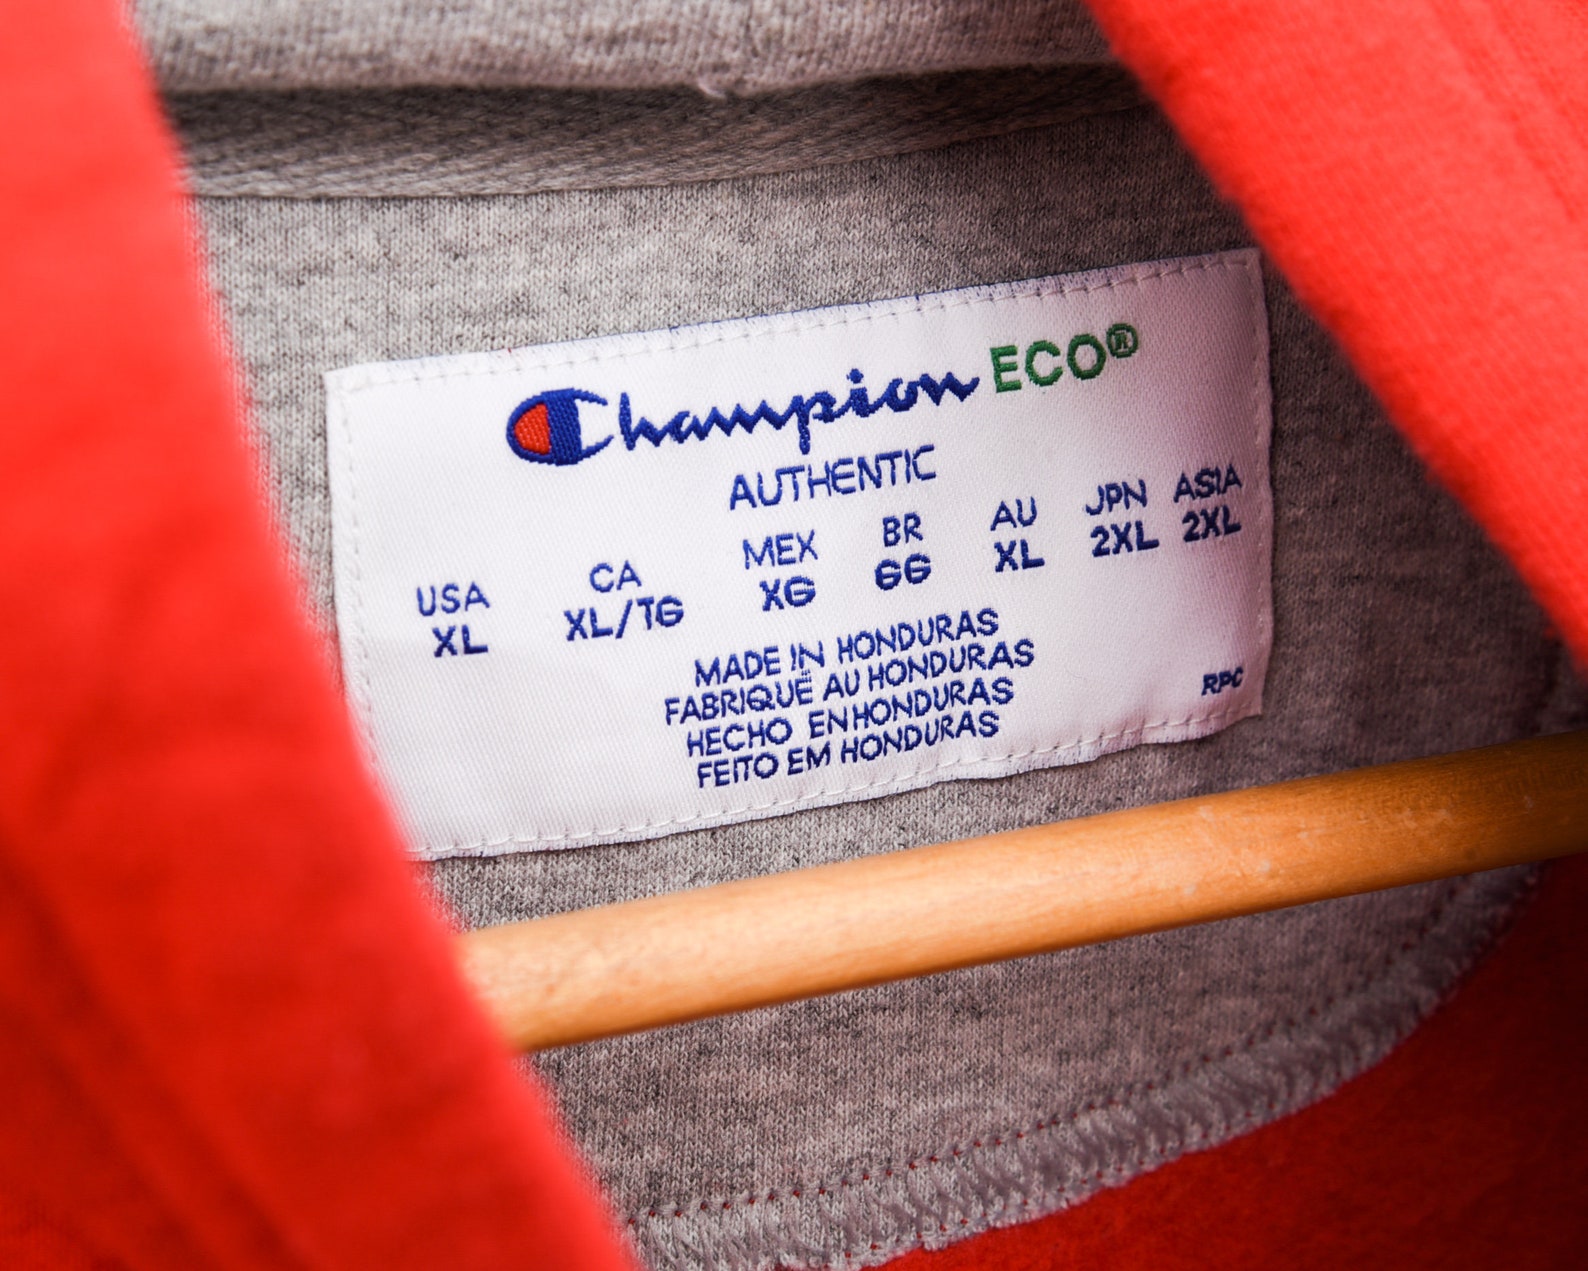 Champion ECO®
AUTHENTIC
USA CA MEX BR AU JPN ASIA
XL XL/TG XG GG XL 2XL 2XL
MADE IN HONDURAS
FABRIQUÉ AU HONDURAS
HECHO EN HONDURAS
FEITO EM HONDURAS
RPC